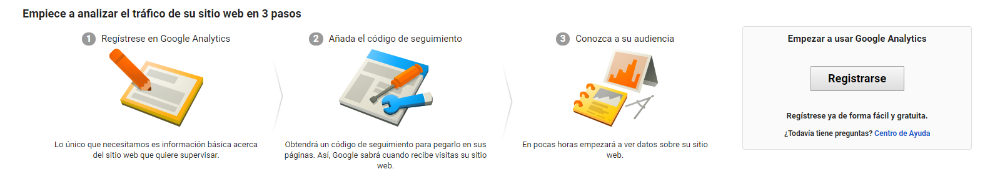 Empiece a analizar el tráfico de su sitio web en 3 pasos
1 Regístrese en Google Analytics
Lo único que necesitamos es información básica acerca
del sitio web que quiere supervisar.
2 Añada el código de seguimiento
Obtendrá un código de seguimiento para pegarlo en sus
páginas. Así, Google sabrá cuando recibe visitas su sitio
web.
3 Conozca a su audiencia
En pocas horas empezará a ver datos sobre su sitio
web.
Empezar a usar Google Analytics
Registrarse
Regístrese ya de forma fácil y gratuita.
¿Todavía tiene preguntas? Centro de Ayuda